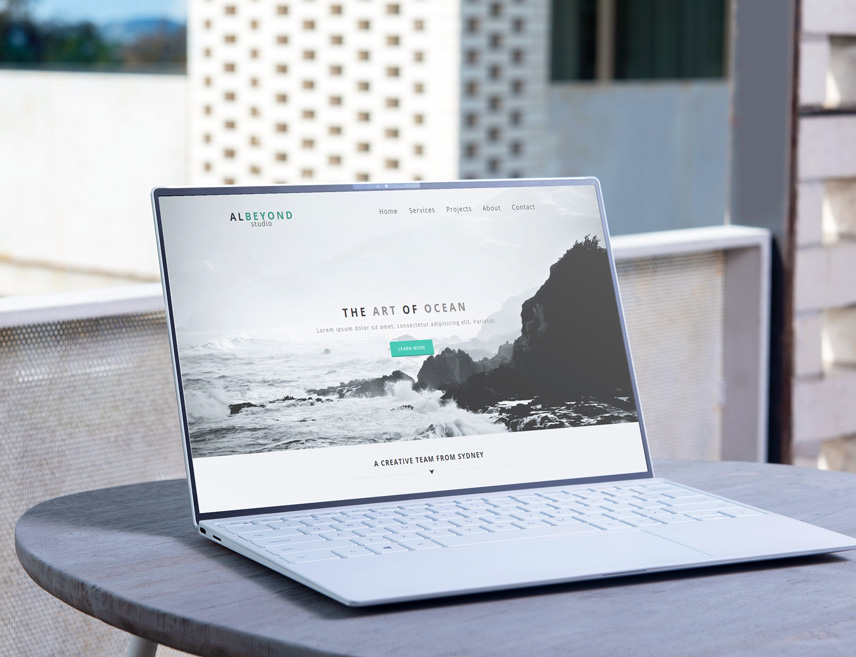 ALBEYOND
studio
Home Services Projects About Contact
THE ART OF OCEAN
Lorem ipsum dolor sit amet, consectetur adipisicing elit. Pariatur.
LEARN MORE
A CREATIVE TEAM FROM SYDNEY